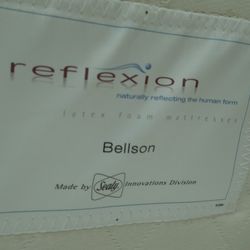 reflexion
naturally reflecting the human form
latex foam mattresses
Bellson
Made by Sealy Innovations Division